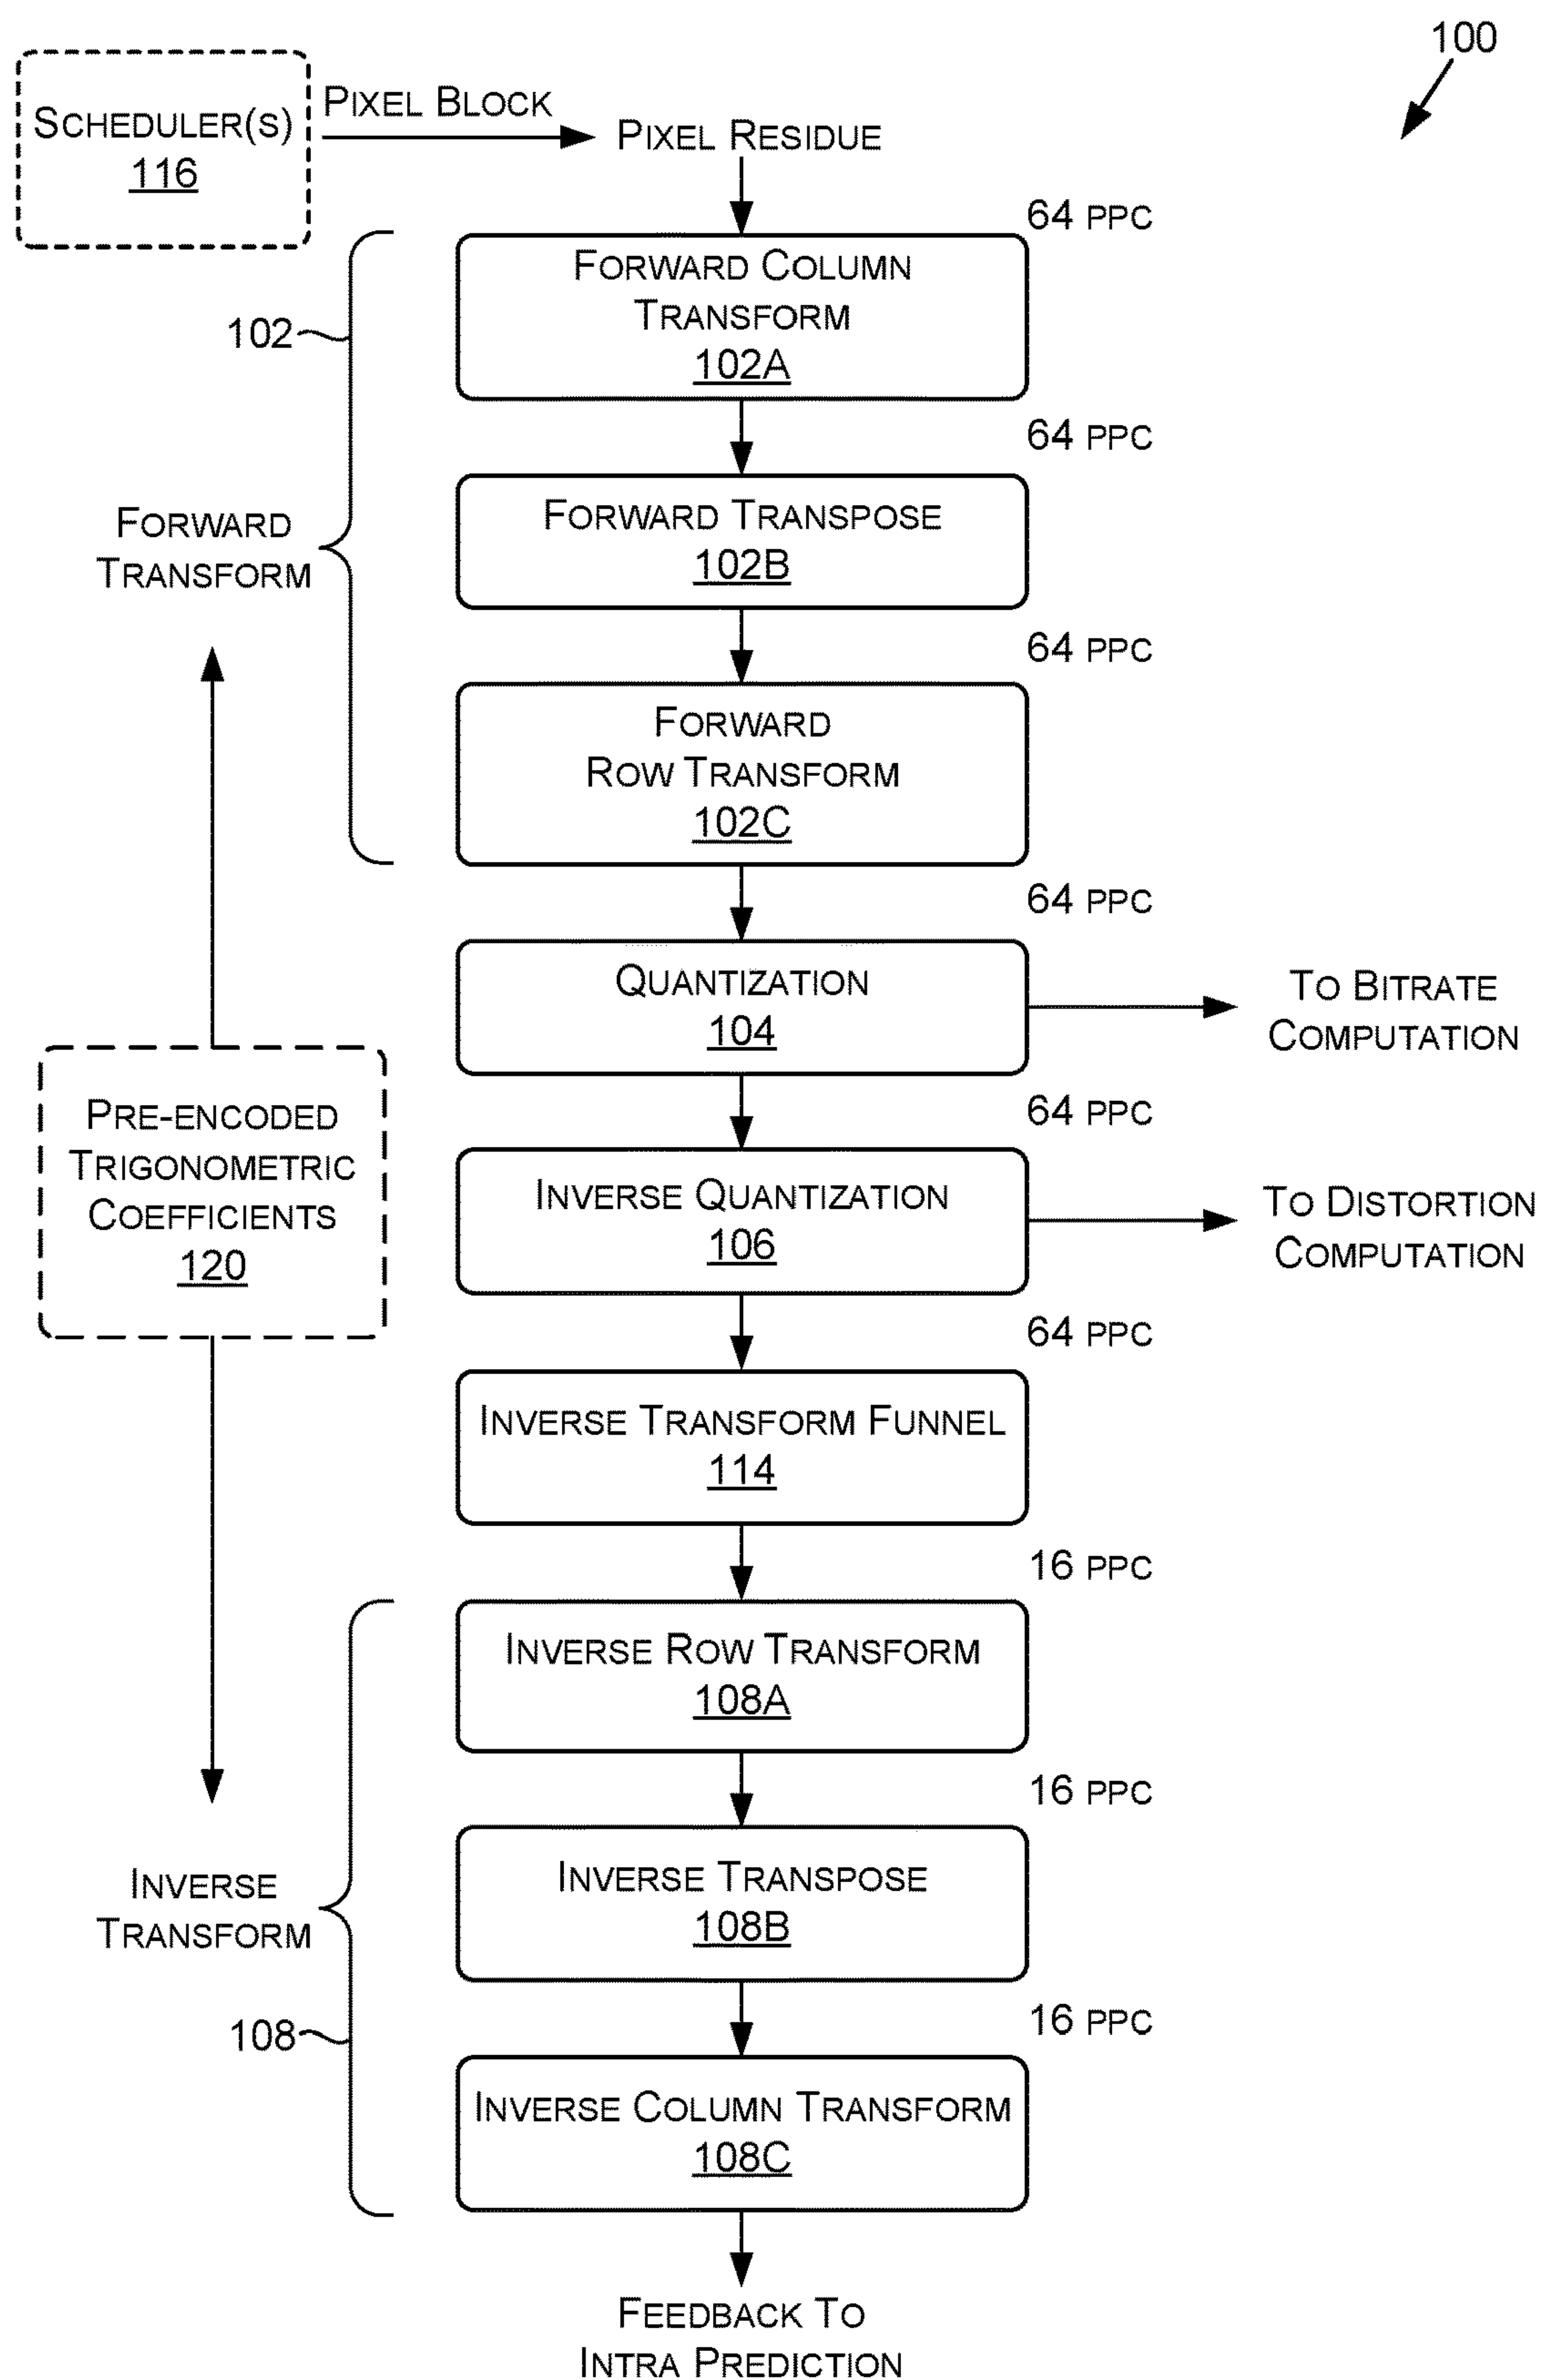 100
SCHEDULER(S)
116
PIXEL BLOCK
PIXEL RESIDUE
64 PPC
FORWARD COLUMN
TRANSFORM
102A
102
64 PPC
FORWARD TRANSPOSE
102B
FORWARD
TRANSFORM
64 PPC
FORWARD
ROW TRANSFORM
102C
64 PPC
QUANTIZATION
104
TO BITRATE
COMPUTATION
64 PPC
PRE-ENCODED
TRIGONOMETRIC
COEFFICIENTS
120
INVERSE QUANTIZATION
106
TO DISTORTION
COMPUTATION
64 PPC
INVERSE TRANSFORM FUNNEL
114
16 PPC
INVERSE ROW TRANSFORM
108A
16 PPC
INVERSE TRANSPOSE
108B
INVERSE
TRANSFORM
16 PPC
108
INVERSE COLUMN TRANSFORM
108C
FEEDBACK TO
INTRA PREDICTION